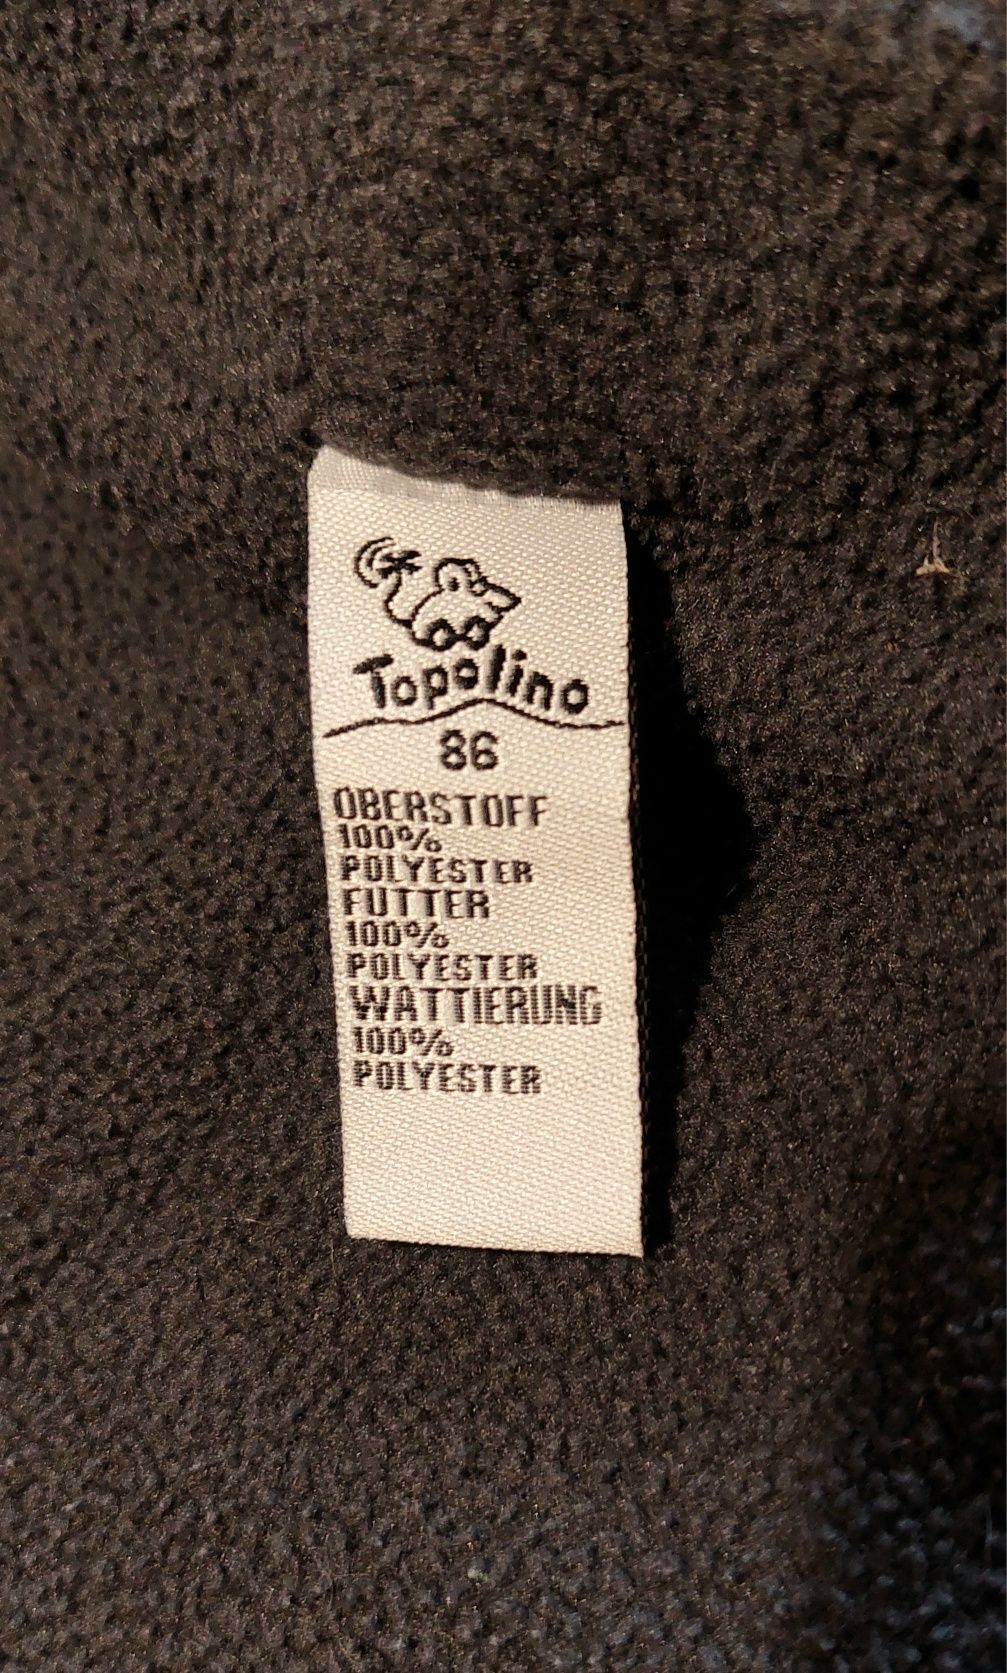 Topolino
86
OBERSTOFF
100%
POLYESTER
FUTTER
100%
POLYESTER
WATTIERUNG
100%
POLYESTER